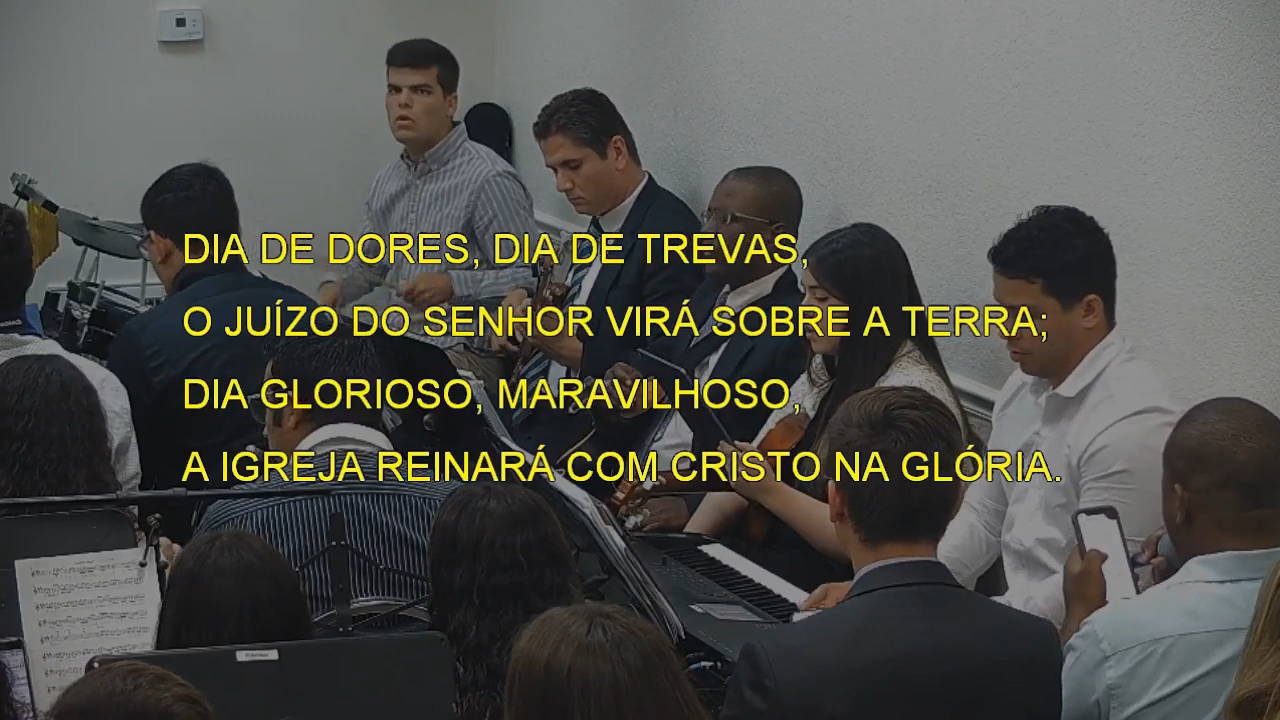 DIA DE DORES, DIA DE TREVAS,
O JUÍZO DO SENHOR VIRÁ SOBRE A TERRA;
DIA GLORIOSO, MARAVILHOSO,
A IGREJA REINARÁ COM CRISTO NA GLÓRIA.